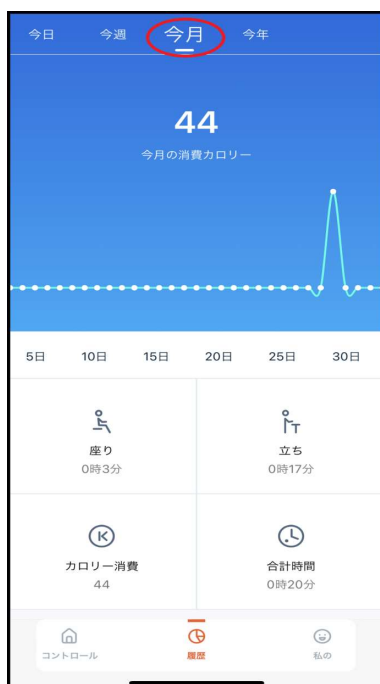 今日 今週 今月 今年
44
今月の消費カロリー
5日 10日 15日 20日 25日 30日
座り 立ち
0時3分 0時17分
カロリー消費 合計時間
44 0時20分
コントロール 履歴 私の